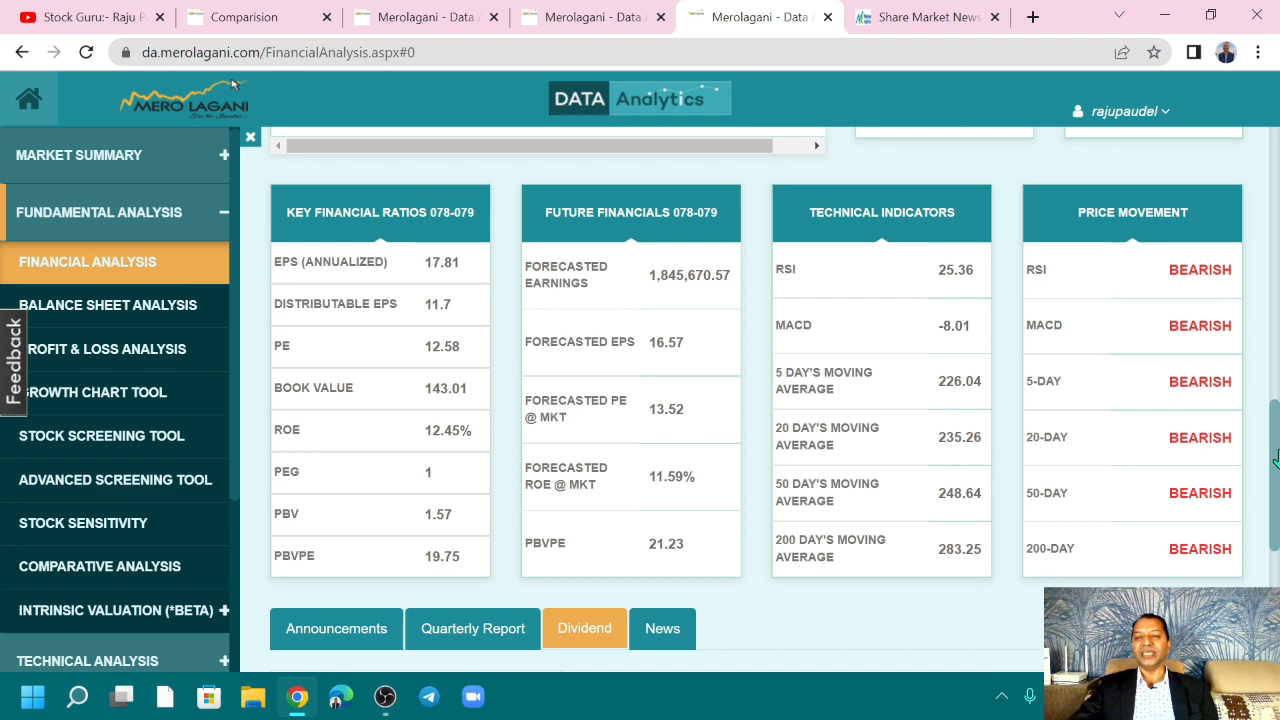 Stock Guru:- Raju P
Comparision
Merolagani - Data A
Merolagani - Data A
Merolagani - Data A
Share Market News
da.merolagani.com/FinancialAnalysis.aspx#0
MERO LAGANI
For the Investor...
DATA Analytics
rajupaudel
MARKET SUMMARY
FUNDAMENTAL ANALYSIS
FINANCIAL ANALYSIS
BALANCE SHEET ANALYSIS
ROFIT & LOSS ANALYSIS
ROWTH CHART TOOL
STOCK SCREENING TOOL
ADVANCED SCREENING TOOL
STOCK SENSITIVITY
COMPARATIVE ANALYSIS
INTRINSIC VALUATION (*BETA)
TECHNICAL ANALYSIS
Feedback
KEY FINANCIAL RATIOS 078-079
EPS (ANNUALIZED) 17.81
DISTRIBUTABLE EPS 11.7
PE 12.58
BOOK VALUE 143.01
ROE 12.45%
PEG 1
PBV 1.57
PBVPE 19.75
FUTURE FINANCIALS 078-079
FORECASTED
EARNINGS 1,845,670.57
FORECASTED EPS 16.57
FORECASTED PE
@ MKT 13.52
FORECASTED
ROE @ MKT 11.59%
PBVPE 21.23
TECHNICAL INDICATORS
RSI 25.36
MACD -8.01
5 DAY'S MOVING
AVERAGE 226.04
20 DAY'S MOVING
AVERAGE 235.26
50 DAY'S MOVING
AVERAGE 248.64
200 DAY'S MOVING
AVERAGE 283.25
PRICE MOVEMENT
RSI BEARISH
MACD BEARISH
5-DAY BEARISH
20-DAY BEARISH
50-DAY BEARISH
200-DAY BEARISH
Announcements
Quarterly Report
Dividend
News